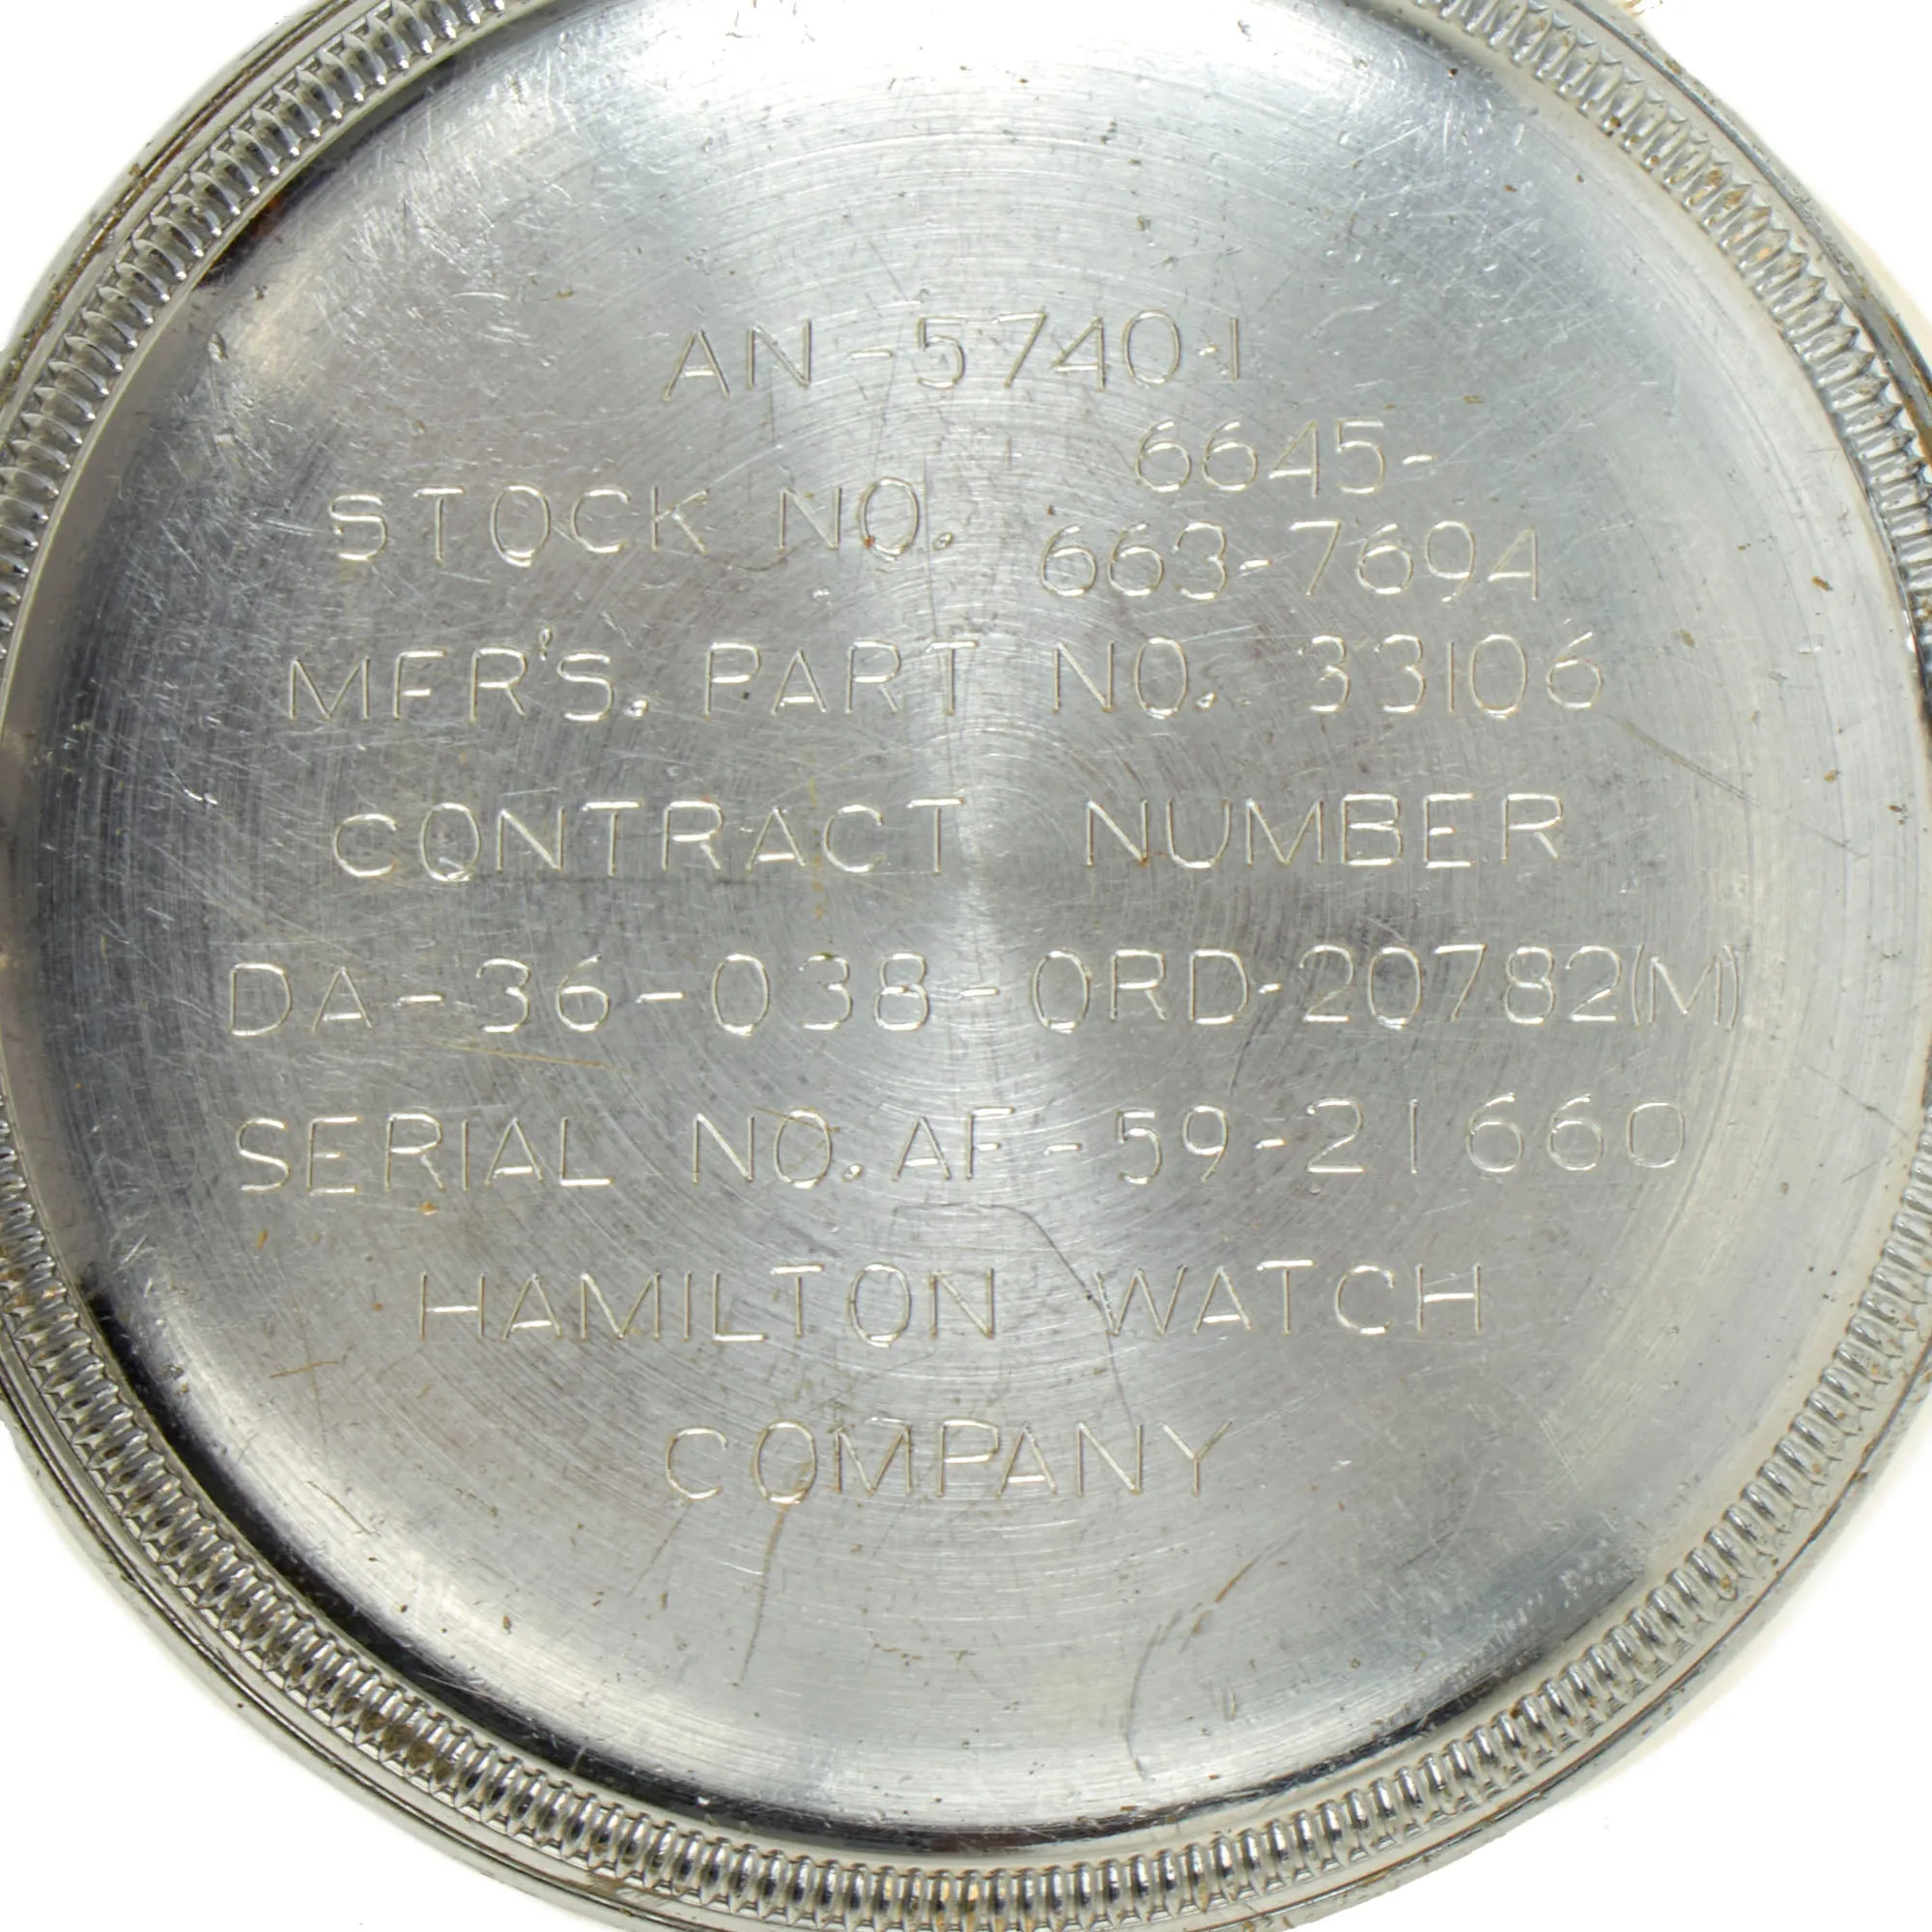 AN-5740-1
6645-
STOCK NO. 663-7694
MFR'S. PART NO. 33106
CONTRACT NUMBER
DA-36-038-ORD-20782(M)
SERIAL NO. AF-59-21660
HAMILTON WATCH
COMPANY